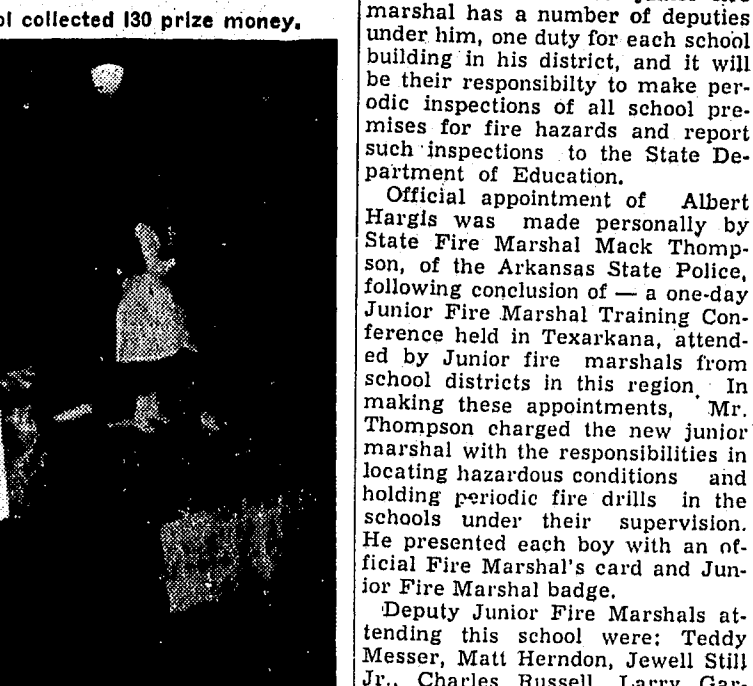 ol collected 130 prize money.
marshal has a number of deputies
under him, one duty for each school
building in his district, and it will
be their responsibilty to make per-
odic inspections of all school pre-
mises for fire hazards and report
such inspections to the State De-
partment of Education.
Official appointment of Albert
Hargis was made personally by
State Fire Marshal Mack Thomp-
son, of the Arkansas State Police,
following conclusion of — a one-day
Junior Fire Marshal Training Con-
ference held in Texarkana, attend-
ed by Junior fire marshals from
school districts in this region. In
making these appointments, Mr.
Thompson charged the new junior
marshal with the responsibilities in
locating hazardous conditions and
holding periodic fire drills in the
schools under their supervision.
He presented each boy with an of-
ficial Fire Marshal's card and Jun-
ior Fire Marshal badge.
Deputy Junior Fire Marshals at-
tending this school were: Teddy
Messer, Matt Herndon, Jewell Still
Jr., Charles Russell, Larry Gar-